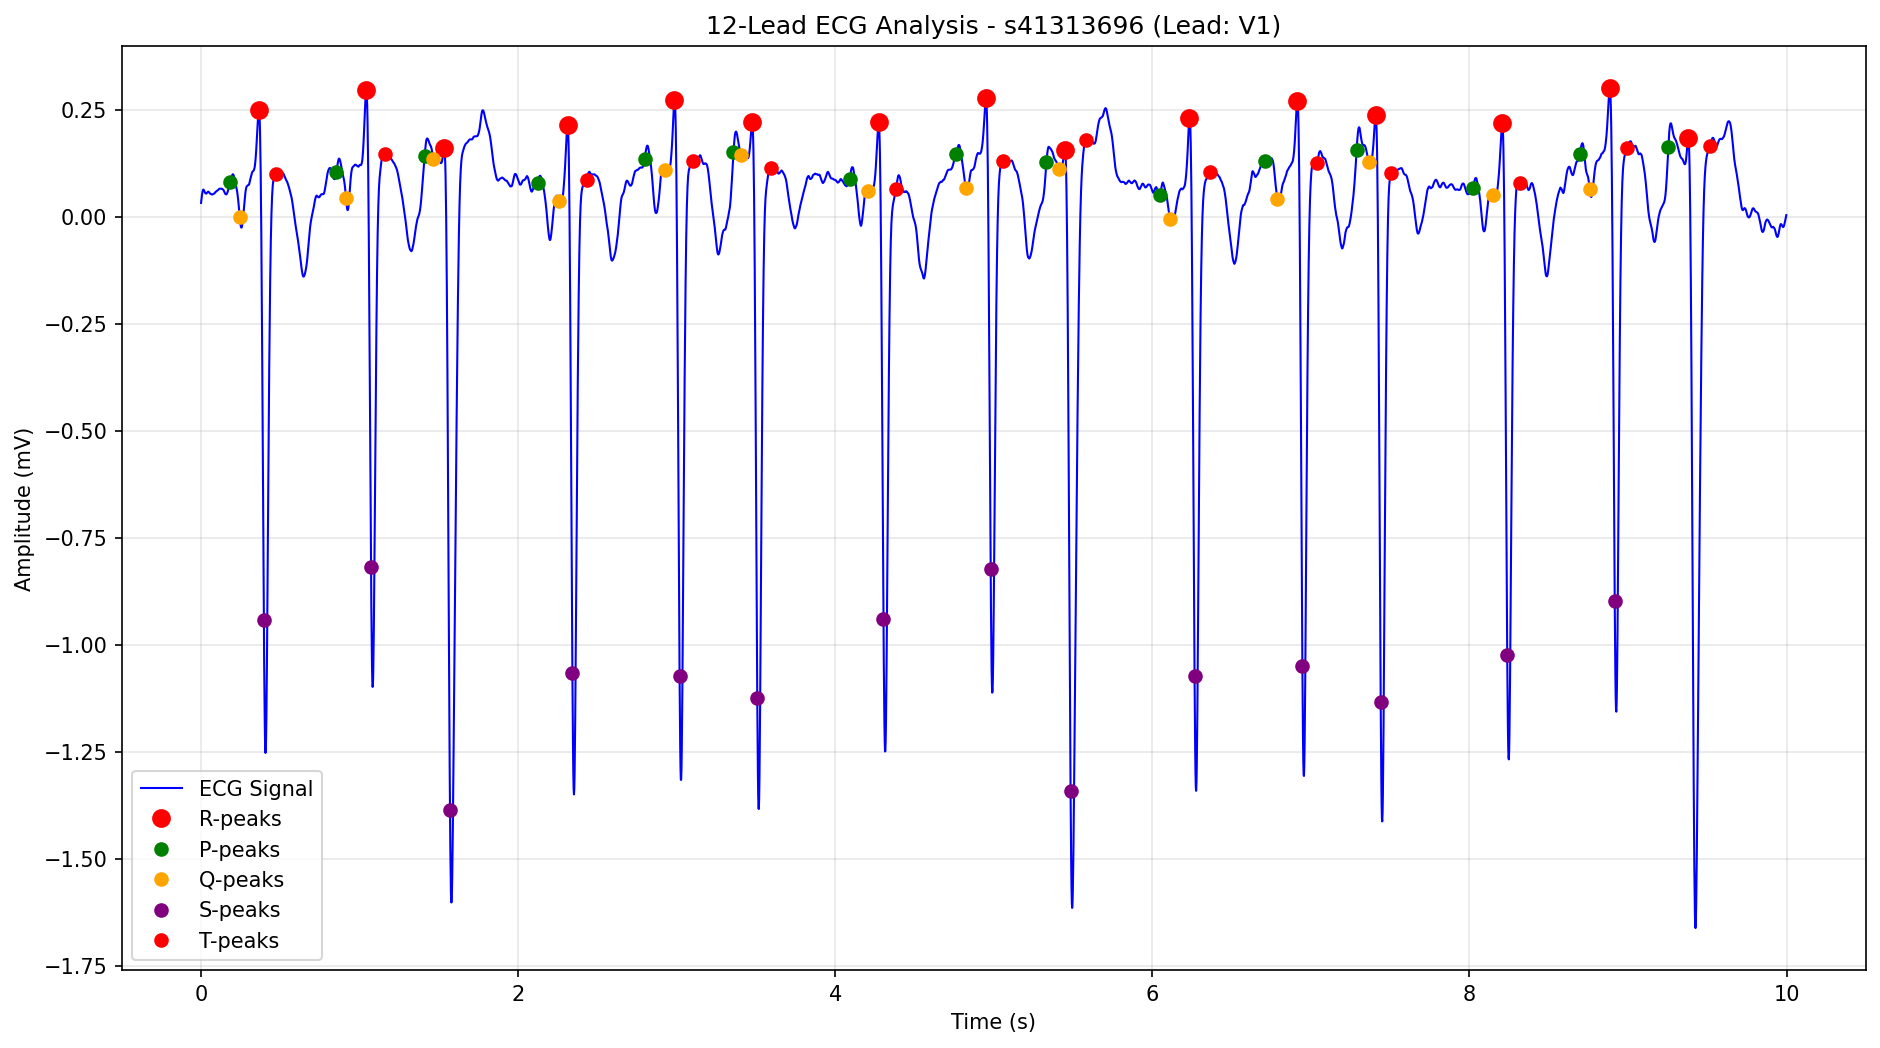 12-Lead ECG Analysis - s41313696 (Lead: V1)
Amplitude (mV)
0.25
0.00
−0.25
−0.50
−0.75
−1.00
−1.25
−1.50
−1.75
ECG Signal
R-peaks
P-peaks
Q-peaks
S-peaks
T-peaks
0 2 4 6 8 10
Time (s)